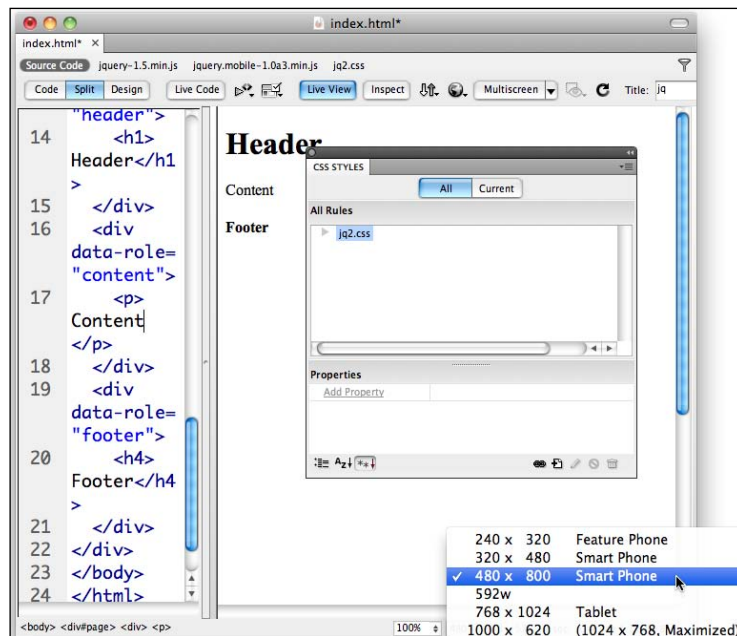 index.html*
index.html* ×
Source Code jquery-1.5.min.js jquery.mobile-1.0a3.min.js jq2.css
Code Split Design Live Code Live View Inspect Multiscreen Title: jq
"header">
14 <h1>
Header</h1
>
15 </div>
16 <div
data-role=
"content">
17 <p>
Content
</p>
18 </div>
19 <div
data-role=
"footer">
20 <h4>
Footer</h4
>
21 </div>
22 </div>
23 </body>
24 </html>
Header
Content
Footer
CSS STYLES
All Current
All Rules
jq2.css
Properties
Add Property
240 x 320 Feature Phone
320 x 480 Smart Phone
✓ 480 x 800 Smart Phone
592w
768 x 1024 Tablet
1000 x 620 (1024 x 768, Maximized)
<body> <div#page> <div> <p> 100%